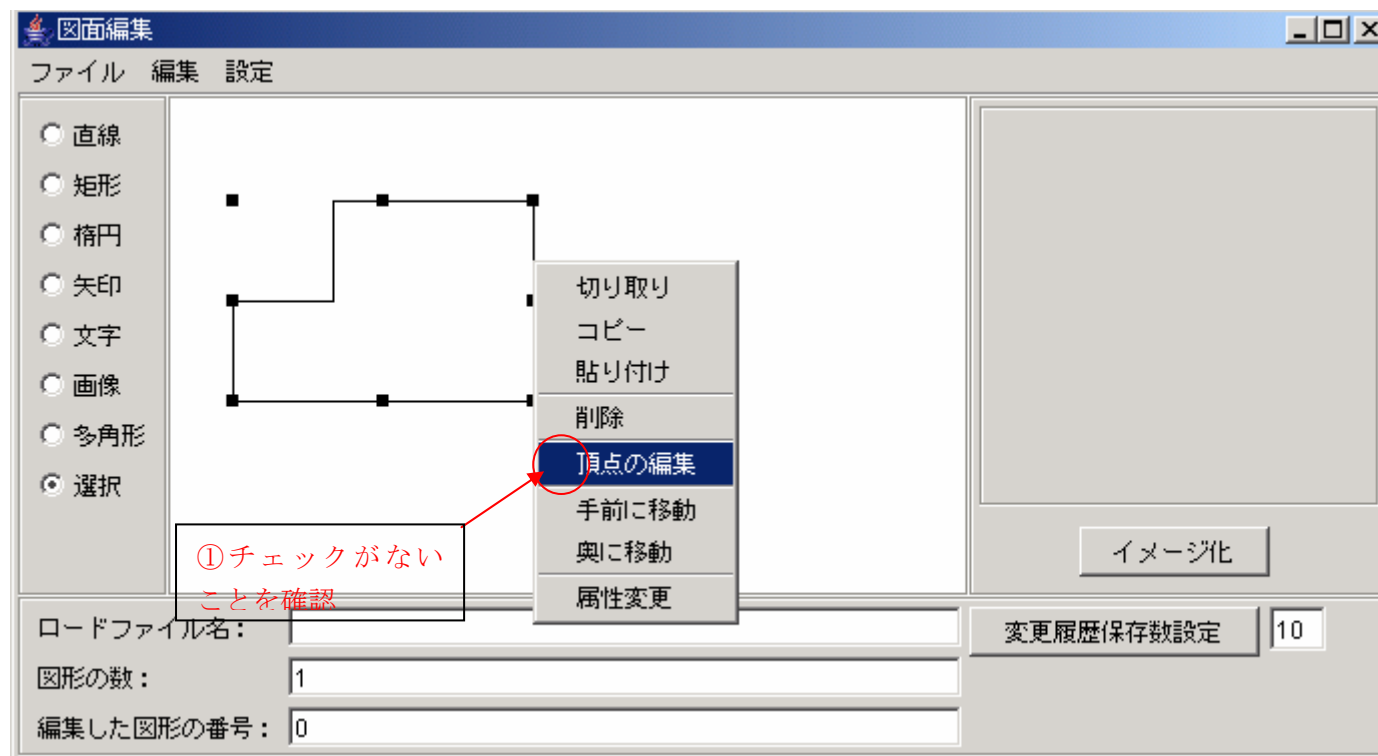 図面編集
ファイル 編集 設定
直線
矩形
楕円
矢印
文字
画像
多角形
選択
切り取り
コピー
貼り付け
削除
頂点の編集
手前に移動
奥に移動
属性変更
①チェックがない
ことを確認
イメージ化
ロードファイル名：
変更履歴保存数設定 10
図形の数： 1
編集した図形の番号： 0